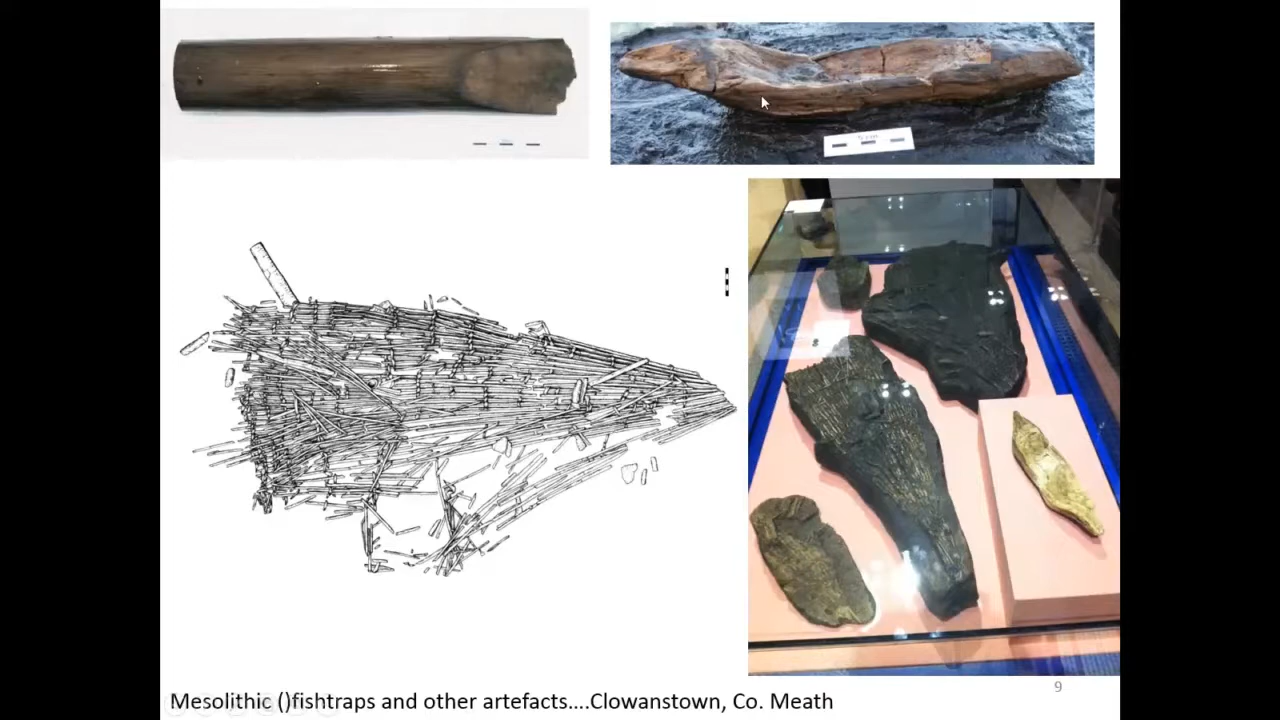 9
Mesolithic ()fishtraps and other artefacts....Clowanstown, Co. Meath